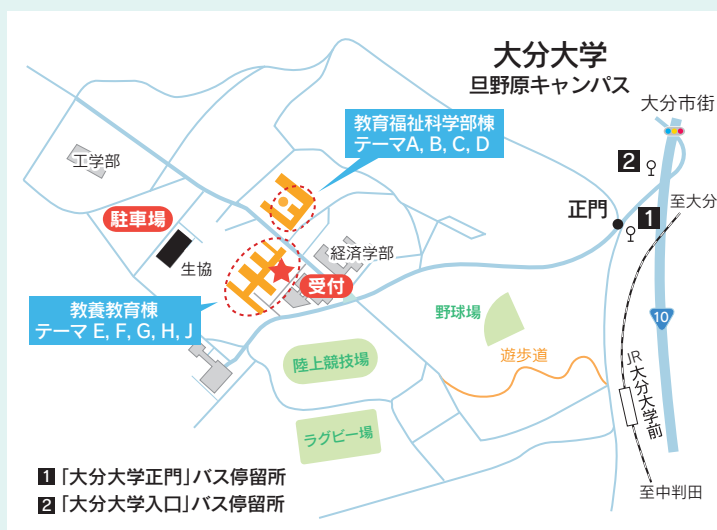 大分大学
旦野原キャンパス
大分市街
教育福祉科学部棟
テーマA, B, C, D
2
工学部
至大分
正門
1
駐車場
経済学部
生協
受付
教養教育棟
テーマ E, F, G, H, J
野球場
10
遊歩道
陸上競技場
JR
大分大学前
ラグビー場
1 「大分大学正門」バス停留所
2 「大分大学入口」バス停留所
至中判田